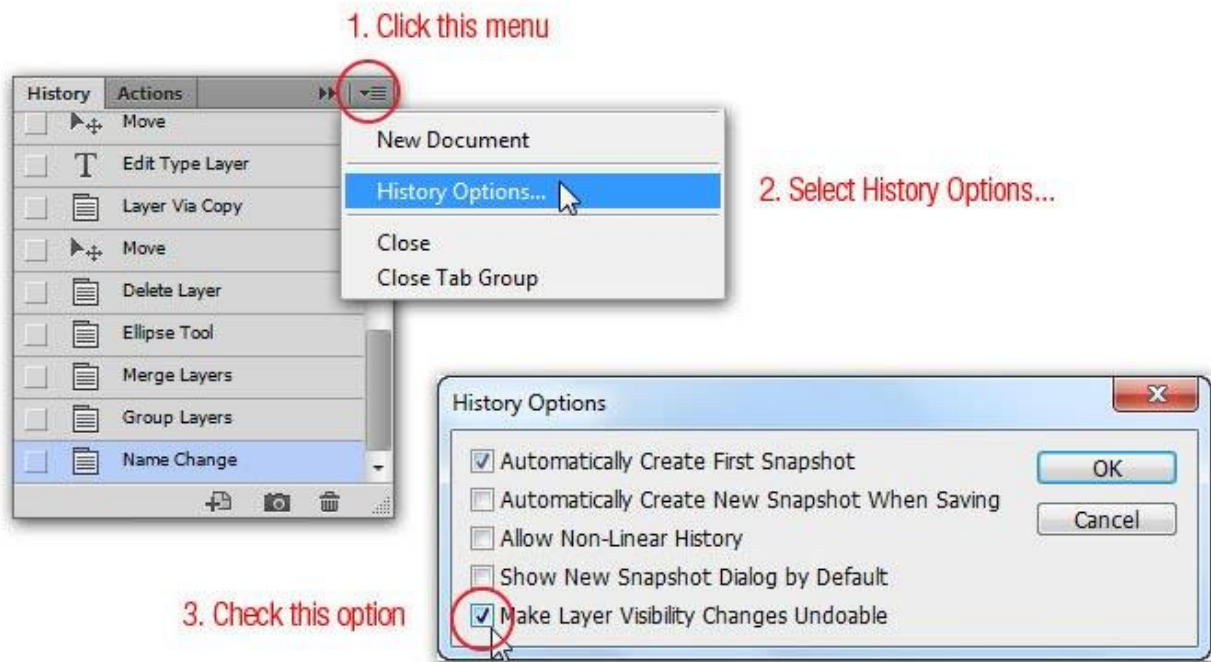 1. Click this menu
History
Actions
Move
Edit Type Layer
Layer Via Copy
Move
Delete Layer
Ellipse Tool
Merge Layers
Group Layers
Name Change
New Document
History Options...
Close
Close Tab Group
2. Select History Options...
History Options
Automatically Create First Snapshot
Automatically Create New Snapshot When Saving
Allow Non-Linear History
Show New Snapshot Dialog by Default
Make Layer Visibility Changes Undoable
OK
Cancel
3. Check this option